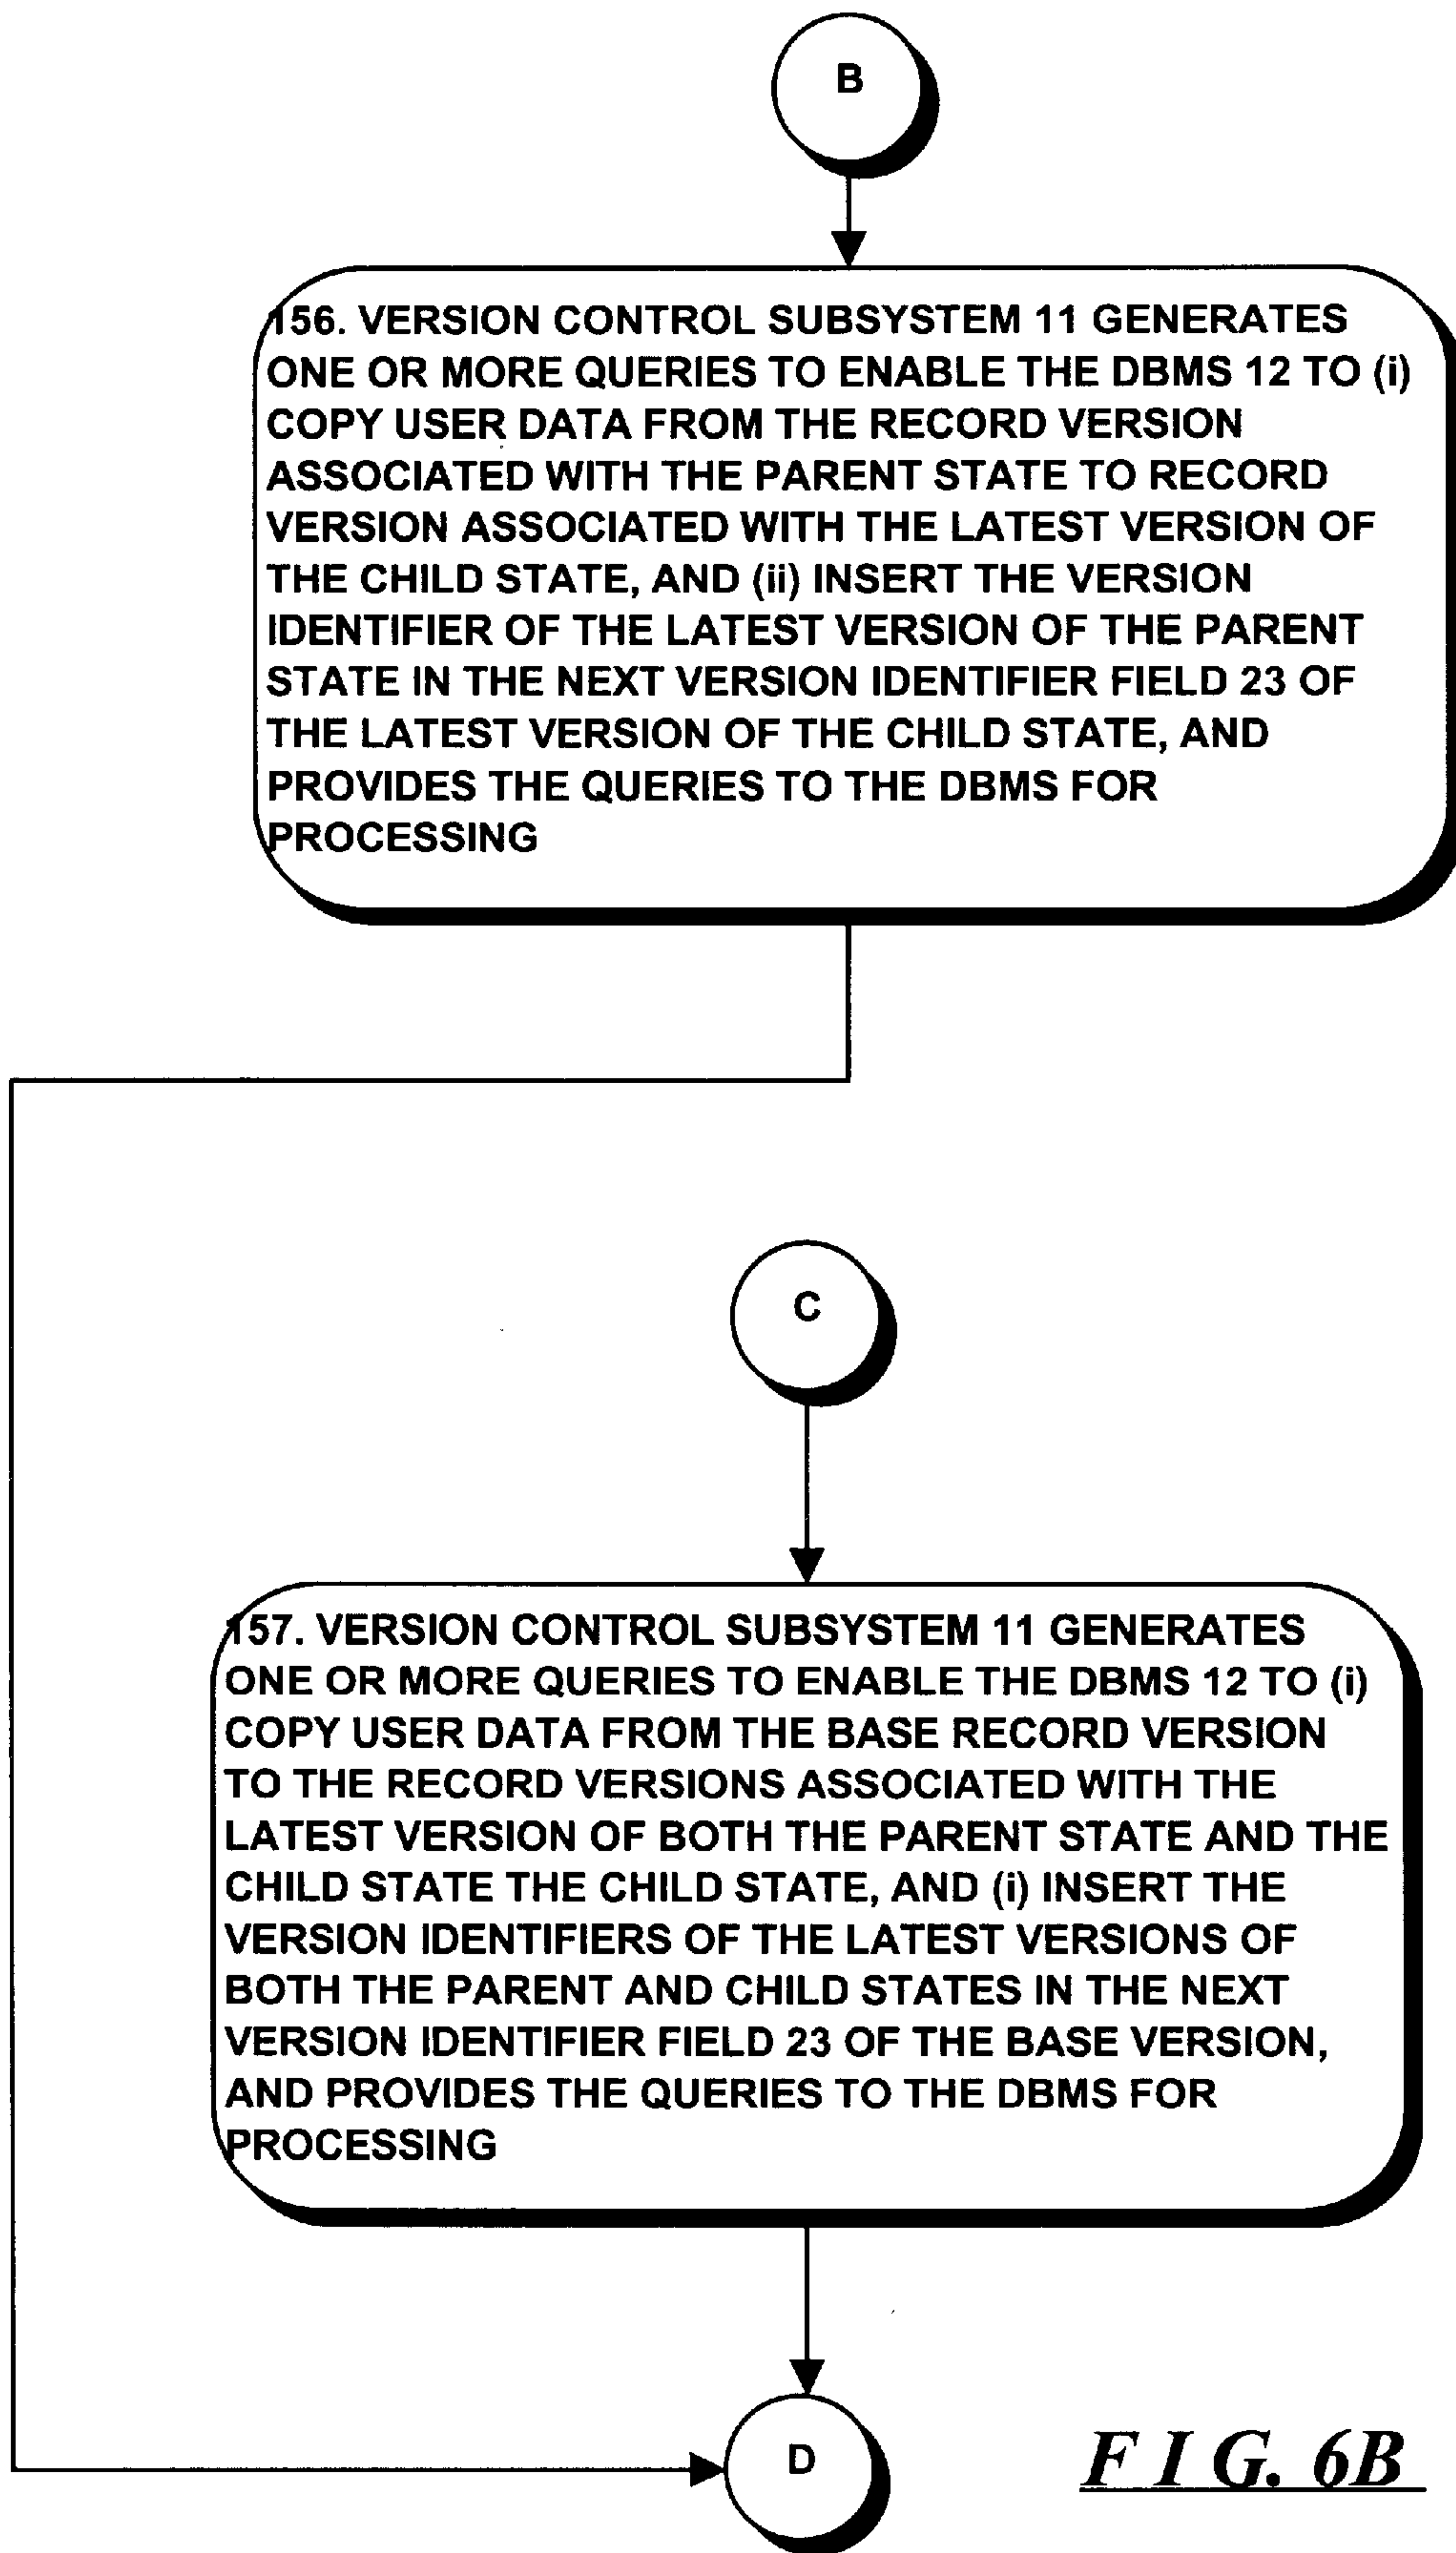 B
156. VERSION CONTROL SUBSYSTEM 11 GENERATES
ONE OR MORE QUERIES TO ENABLE THE DBMS 12 TO (i)
COPY USER DATA FROM THE RECORD VERSION
ASSOCIATED WITH THE PARENT STATE TO RECORD
VERSION ASSOCIATED WITH THE LATEST VERSION OF
THE CHILD STATE, AND (ii) INSERT THE VERSION
IDENTIFIER OF THE LATEST VERSION OF THE PARENT
STATE IN THE NEXT VERSION IDENTIFIER FIELD 23 OF
THE LATEST VERSION OF THE CHILD STATE, AND
PROVIDES THE QUERIES TO THE DBMS FOR
PROCESSING
C
157. VERSION CONTROL SUBSYSTEM 11 GENERATES
ONE OR MORE QUERIES TO ENABLE THE DBMS 12 TO (i)
COPY USER DATA FROM THE BASE RECORD VERSION
TO THE RECORD VERSIONS ASSOCIATED WITH THE
LATEST VERSION OF BOTH THE PARENT STATE AND THE
CHILD STATE THE CHILD STATE, AND (i) INSERT THE
VERSION IDENTIFIERS OF THE LATEST VERSIONS OF
BOTH THE PARENT AND CHILD STATES IN THE NEXT
VERSION IDENTIFIER FIELD 23 OF THE BASE VERSION,
AND PROVIDES THE QUERIES TO THE DBMS FOR
PROCESSING
D
F I G. 6B